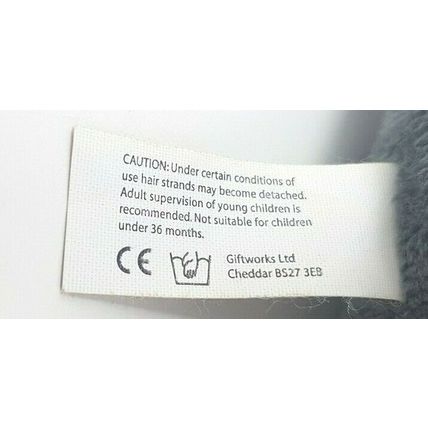 CAUTION: Under certain conditions of
use hair strands may become detached.
Adult supervision of young children is
recommended. Not suitable for children
under 36 months.
CE
Giftworks Ltd
Cheddar BS27 3EB